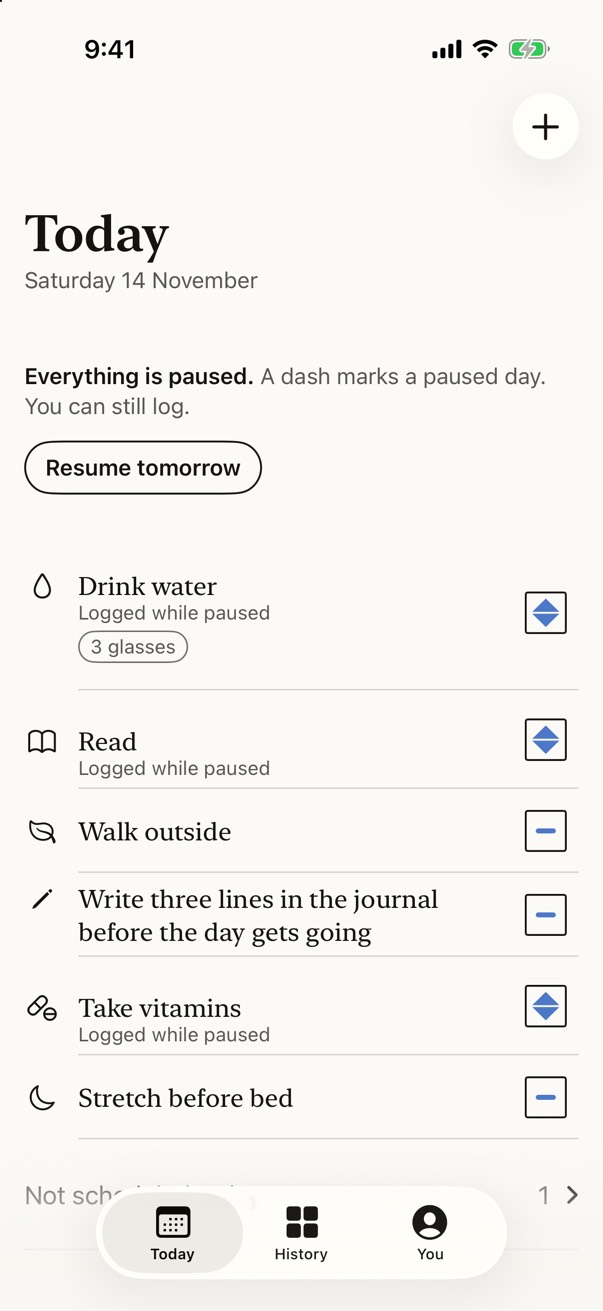 9:41
Today
Saturday 14 November
Everything is paused. A dash marks a paused day.
You can still log.
Resume tomorrow
Drink water
Logged while paused
3 glasses
Read
Logged while paused
Walk outside
Write three lines in the journal
before the day gets going
Take vitamins
Logged while paused
Stretch before bed
Not 1
Today
History
You